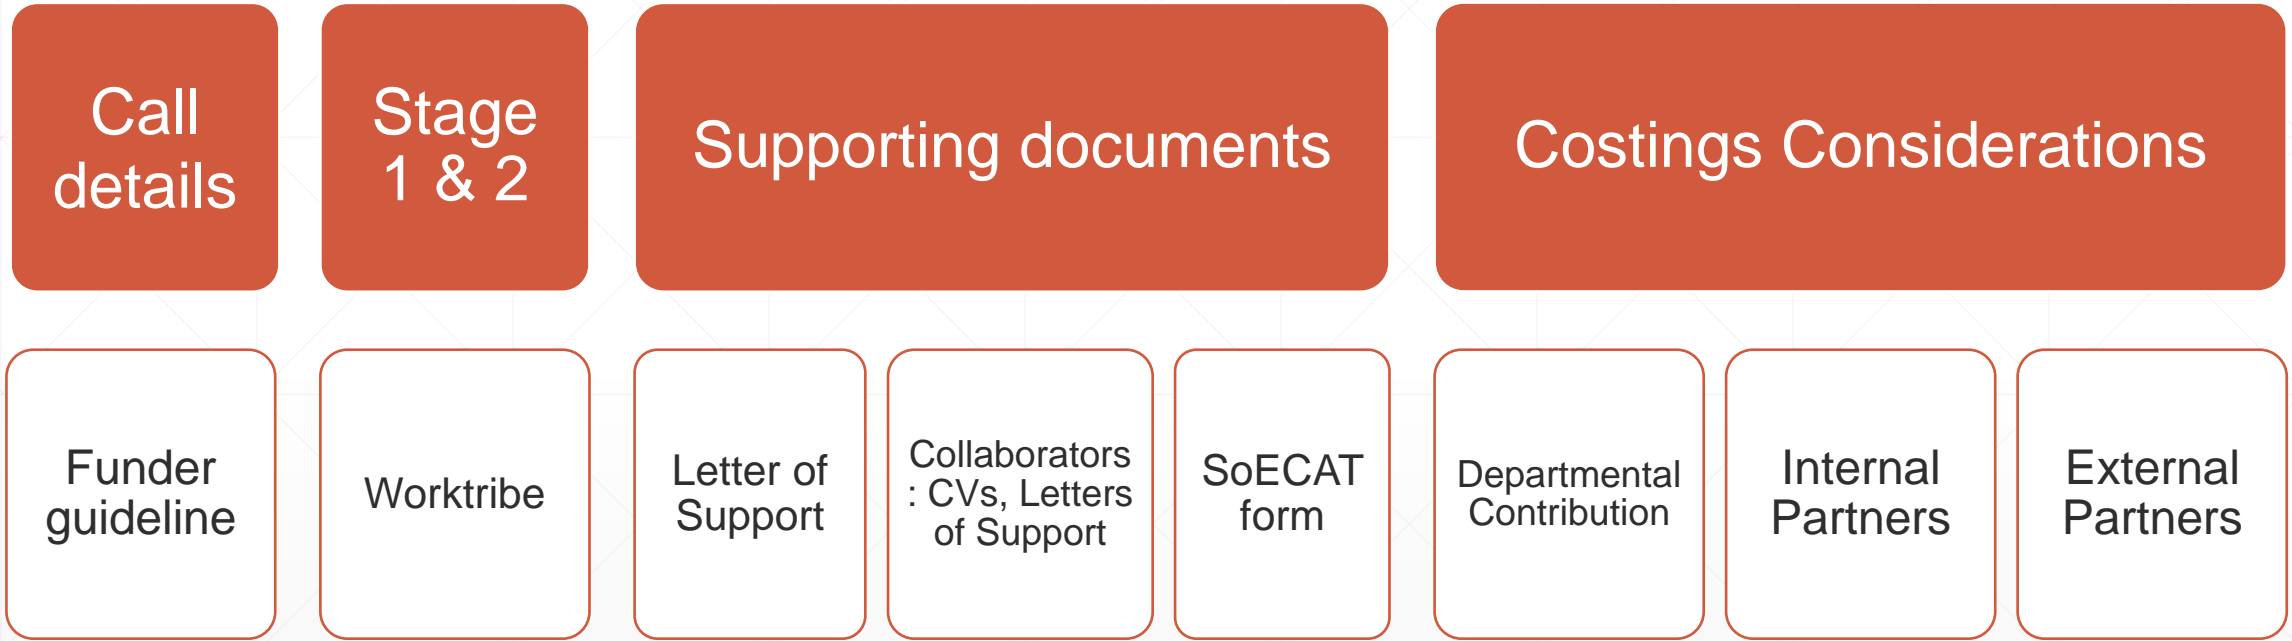 Call
details
Stage
1 & 2
Supporting documents
Costings Considerations
Funder
guideline
Worktribe
Letter of
Support
Collaborators
: CVs, Letters
of Support
SoECAT
form
Departmental
Contribution
Internal
Partners
External
Partners